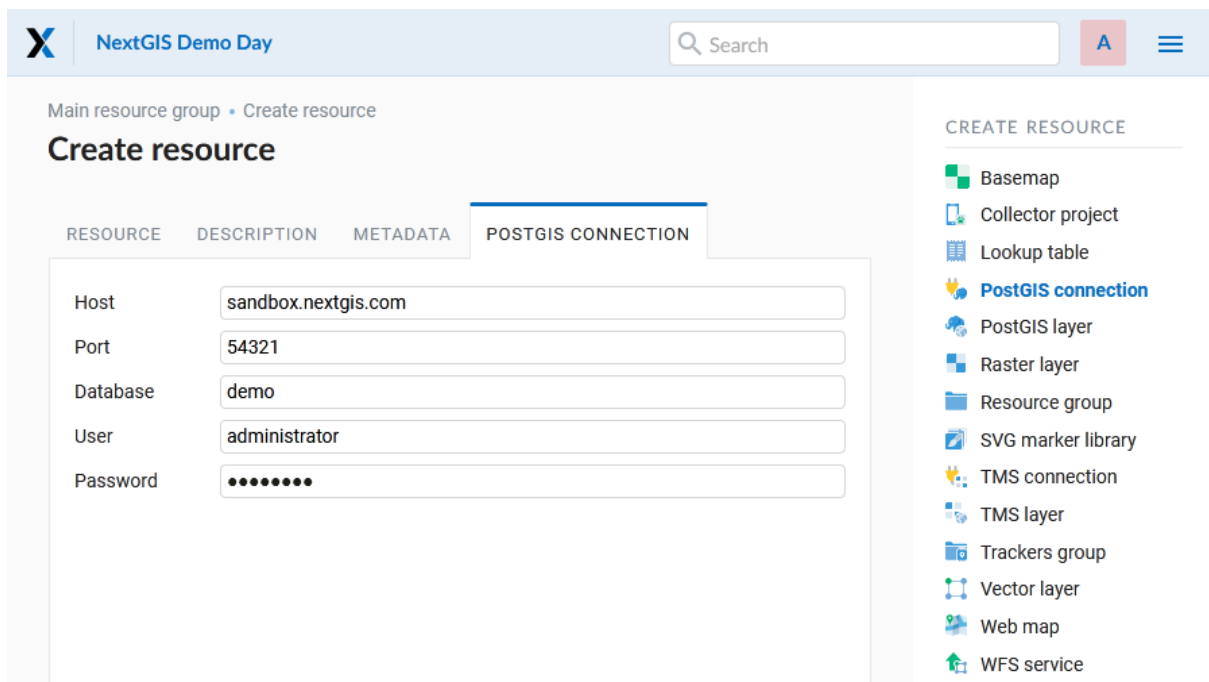 NextGIS Demo Day
Search
A
Main resource group • Create resource
Create resource
RESOURCE DESCRIPTION METADATA POSTGIS CONNECTION
Host sandbox.nextgis.com
Port 54321
Database demo
User administrator
Password ••••••••
CREATE RESOURCE
Basemap
Collector project
Lookup table
PostGIS connection
PostGIS layer
Raster layer
Resource group
SVG marker library
TMS connection
TMS layer
Trackers group
Vector layer
Web map
WFS service